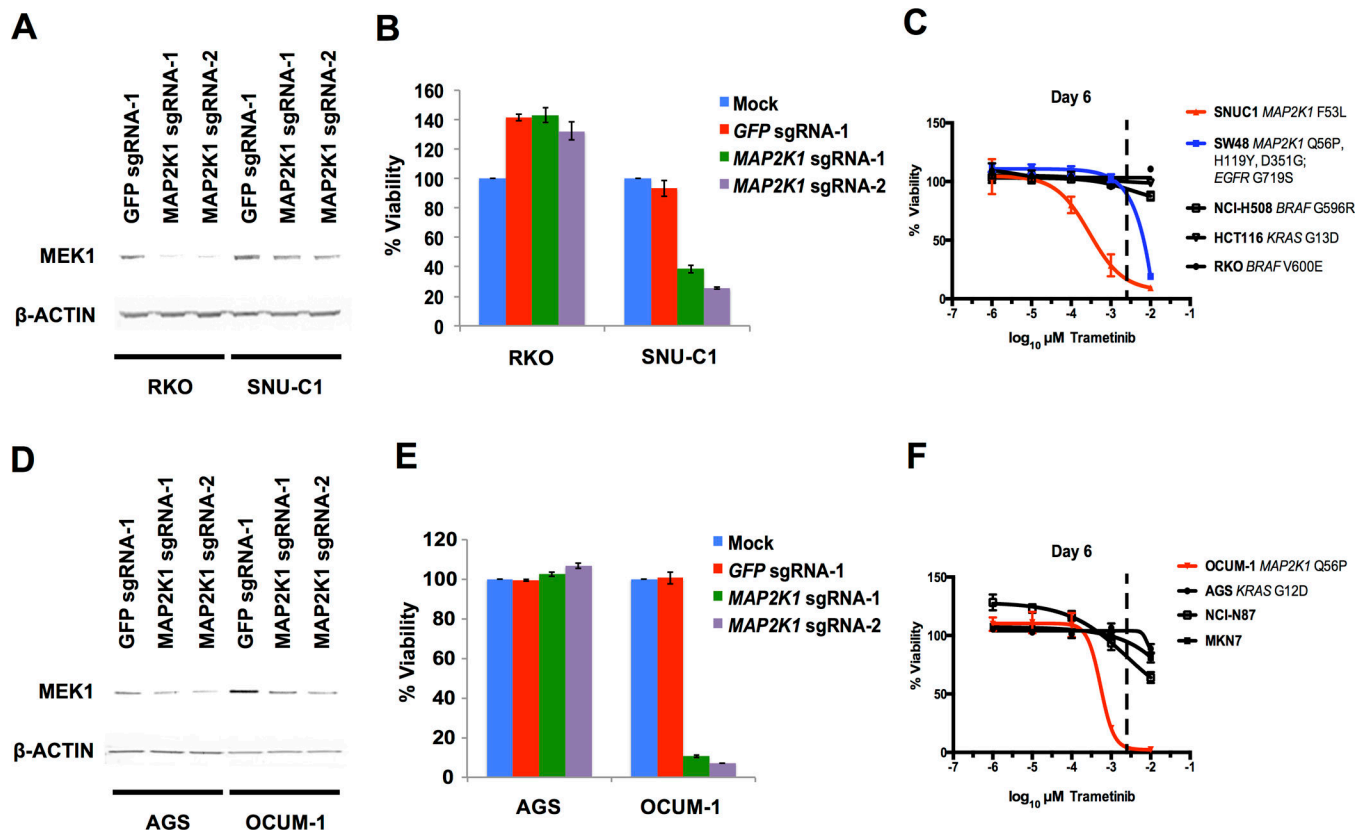 A
GFP sgRNA-1
MAP2K1 sgRNA-1
MAP2K1 sgRNA-2
GFP sgRNA-1
MAP2K1 sgRNA-1
MAP2K1 sgRNA-2
MEK1
β-ACTIN
RKO
SNU-C1
B
% Viability
160
140
120
100
80
60
40
20
0
RKO
SNU-C1
Mock
GFP sgRNA-1
MAP2K1 sgRNA-1
MAP2K1 sgRNA-2
C
Day 6
% Viability
150
100
50
0
-7
-6
-5
-4
-3
-2
-1
log10 µM Trametinib
SNUC1 MAP2K1 F53L
SW48 MAP2K1 Q56P,
H119Y, D351G;
EGFR G719S
NCI-H508 BRAF G596R
HCT116 KRAS G13D
RKO BRAF V600E
D
GFP sgRNA-1
MAP2K1 sgRNA-1
MAP2K1 sgRNA-2
GFP sgRNA-1
MAP2K1 sgRNA-1
MAP2K1 sgRNA-2
MEK1
β-ACTIN
AGS
OCUM-1
E
% Viability
120
100
80
60
40
20
0
AGS
OCUM-1
Mock
GFP sgRNA-1
MAP2K1 sgRNA-1
MAP2K1 sgRNA-2
F
Day 6
% Viability
150
100
50
0
-7
-6
-5
-4
-3
-2
-1
log10 µM Trametinib
OCUM-1 MAP2K1 Q56P
AGS KRAS G12D
NCI-N87
MKN7